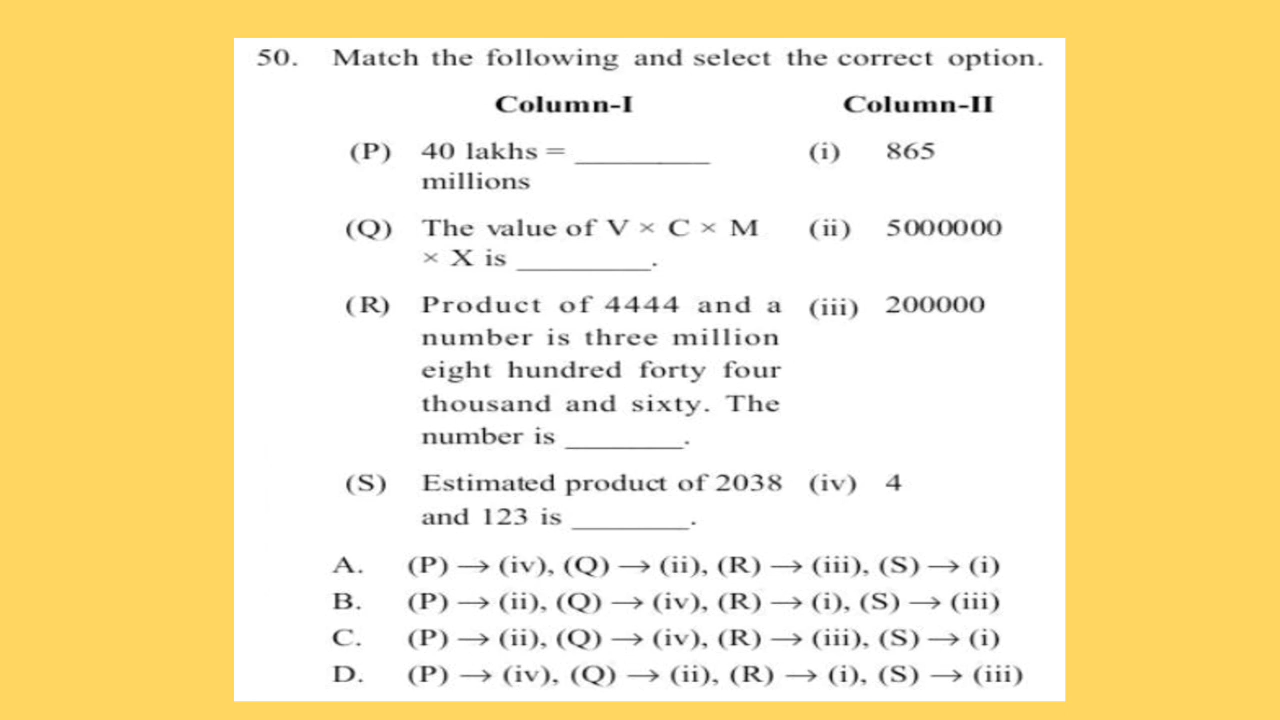 50. Match the following and select the correct option.
Column-I Column-II
(P) 40 lakhs = ________ (i) 865
millions
(Q) The value of V × C × M (ii) 5000000
× X is ________.
(R) Product of 4444 and a (iii) 200000
number is three million
eight hundred forty four
thousand and sixty. The
number is ________.
(S) Estimated product of 2038 (iv) 4
and 123 is ________.
A. (P) → (iv), (Q) → (ii), (R) → (iii), (S) → (i)
B. (P) → (ii), (Q) → (iv), (R) → (i), (S) → (iii)
C. (P) → (ii), (Q) → (iv), (R) → (iii), (S) → (i)
D. (P) → (iv), (Q) → (ii), (R) → (i), (S) → (iii)